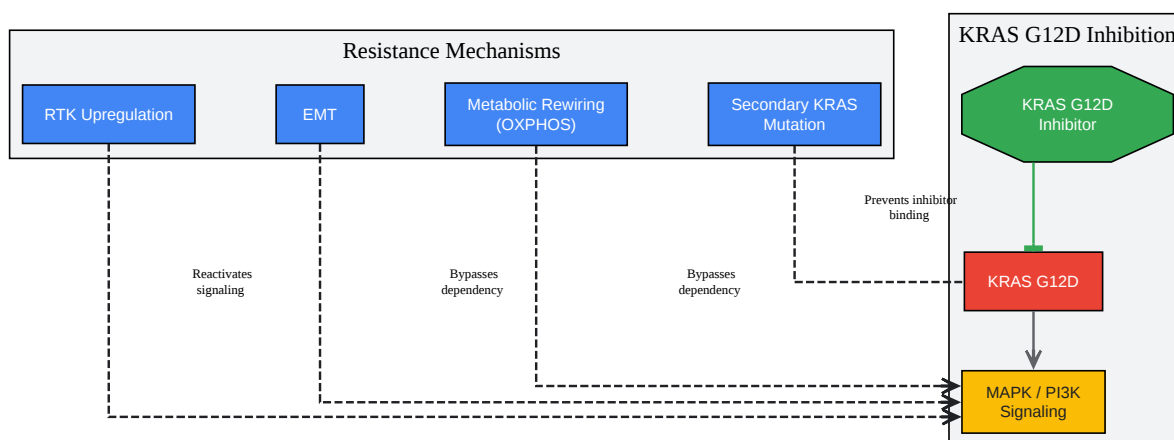 KRAS G12D Inhibition
Resistance Mechanisms
RTK Upregulation
EMT
Metabolic Rewiring
(OXPHOS)
Secondary KRAS
Mutation
KRAS G12D
Inhibitor
Prevents inhibitor
binding
Reactivates
signaling
Bypasses
dependency
Bypasses
dependency
KRAS G12D
MAPK / PI3K
Signaling